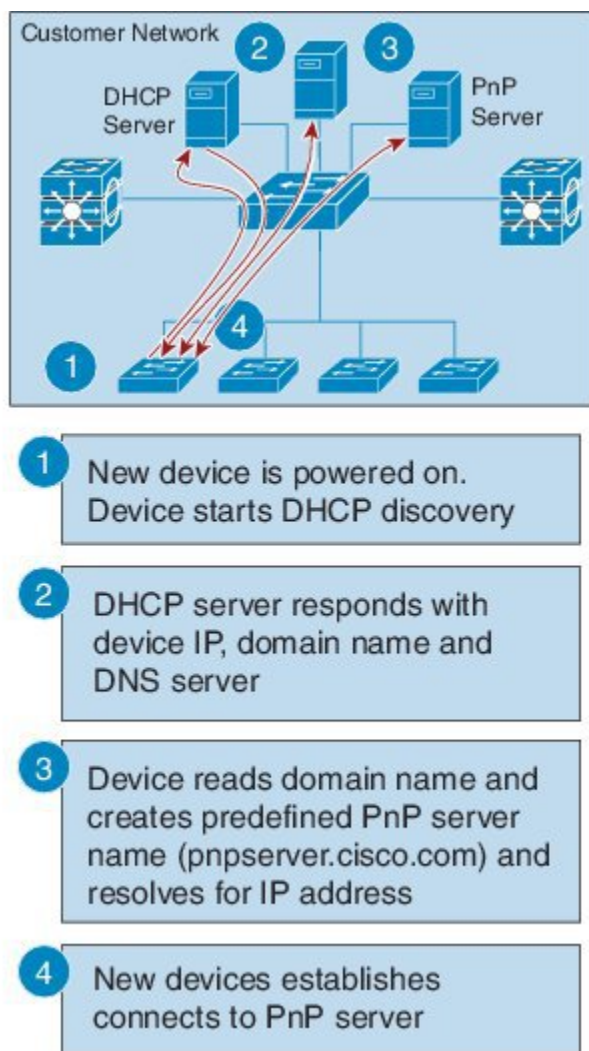 Customer Network
2
3
DHCP
Server
PnP
Server
4
1
1
New device is powered on.
Device starts DHCP discovery
2
DHCP server responds with
device IP, domain name and
DNS server
3
Device reads domain name and
creates predefined PnP server
name (pnpserver.cisco.com) and
resolves for IP address
4
New devices establishes
connects to PnP server